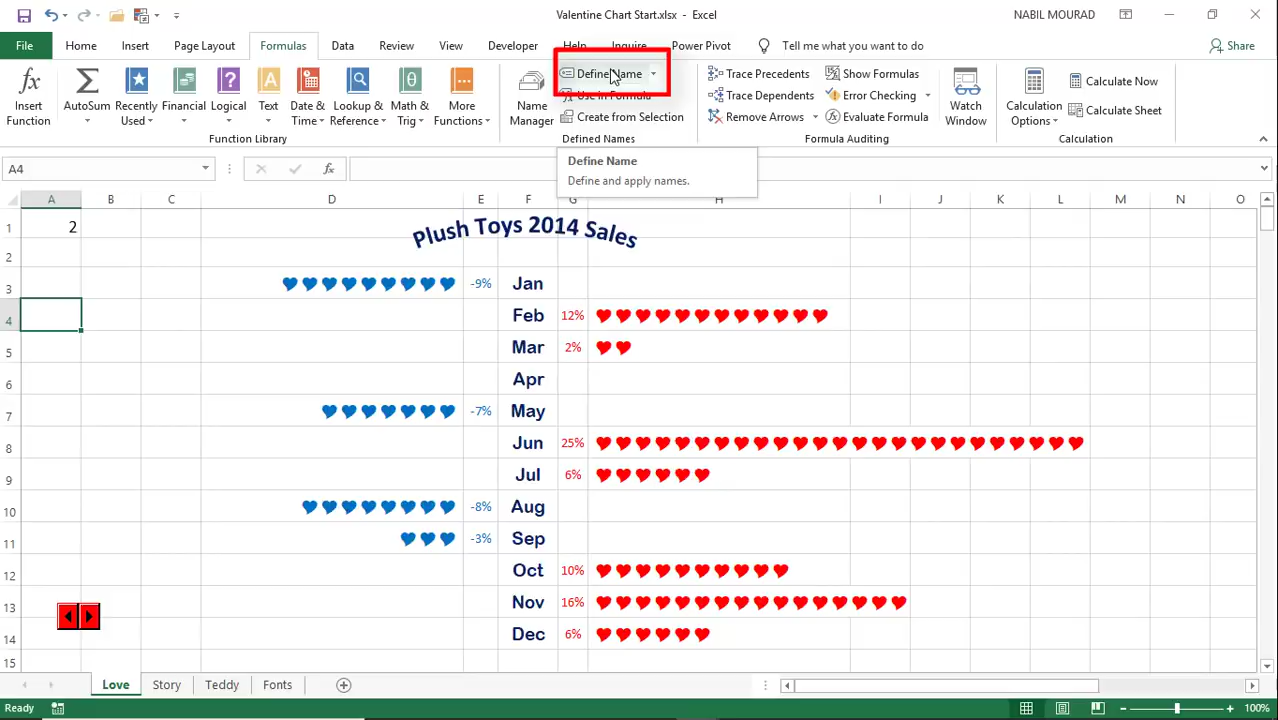 Valentine Chart Start.xlsx - Excel
NABIL MOURAD
File Home Insert Page Layout Formulas Data Review View Developer Help Inquire Power Pivot Tell me what you want to do Share
Insert Function
AutoSum
Recently Used
Financial
Logical
Text
Date & Time
Lookup & Reference
Math & Trig
More Functions
Function Library
Name Manager
Define Name
Use in Formula
Create from Selection
Defined Names
Trace Precedents
Trace Dependents
Remove Arrows
Show Formulas
Error Checking
Evaluate Formula
Formula Auditing
Watch Window
Calculation Options
Calculate Now
Calculate Sheet
Calculation
A4
fx
Define Name
Define and apply names.
A B C D E F G H I J K L M N O
1 2 Plush Toys 2014 Sales
2
3 -9% Jan
4 Feb 12%
5 Mar 2%
6 Apr
7 -7% May
8 Jun 25%
9 Jul 6%
10 -8% Aug
11 -3% Sep
12 Oct 10%
13 Nov 16%
14 Dec 6%
15
Love Story Teddy Fonts
Ready
100%